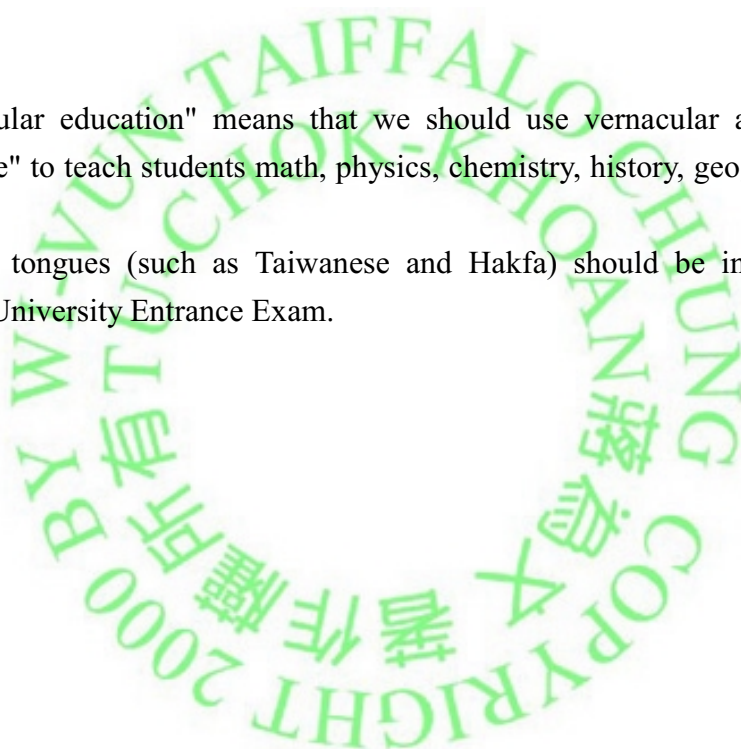 ular education" means that we should use vernacular a
e" to teach students math, physics, chemistry, history, geo
tongues (such as Taiwanese and Hakfa) should be in
University Entrance Exam.
COPYRIGHT 2000 BY WI-VUN TAIFFALO CHIUNG
TU CHOK-KHOAN
蔣爲文著作權所有